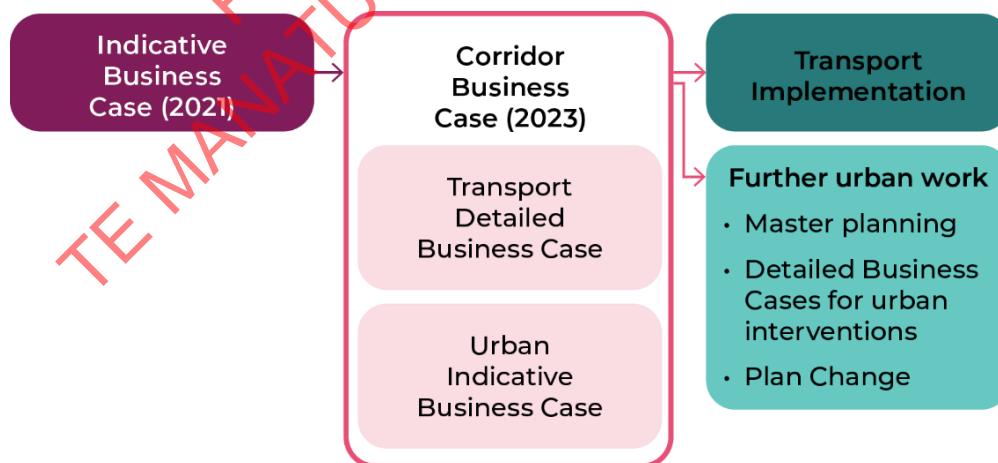 Indicative
Business
Case (2021)
Corridor
Business
Case (2023)
Transport
Detailed
Business Case
Urban
Indicative
Business Case
Transport
Implementation
Further urban work
• Master planning
• Detailed Business
Cases for urban
interventions
• Plan Change
TE MANATU